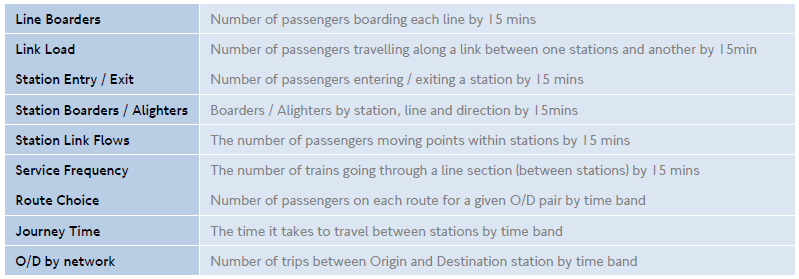 Line Boarders Number of passengers boarding each line by 15 mins
Link Load Number of passengers travelling along a link between one stations and another by 15min
Station Entry / Exit Number of passengers entering / exiting a station by 15 mins
Station Boarders / Alighters Boarders / Alighters by station, line and direction by 15mins
Station Link Flows The number of passengers moving points within stations by 15 mins
Service Frequency The number of trains going through a line section (between stations) by 15 mins
Route Choice Number of passengers on each route for a given O/D pair by time band
Journey Time The time it takes to travel between stations by time band
O/D by network Number of trips between Origin and Destination station by time band